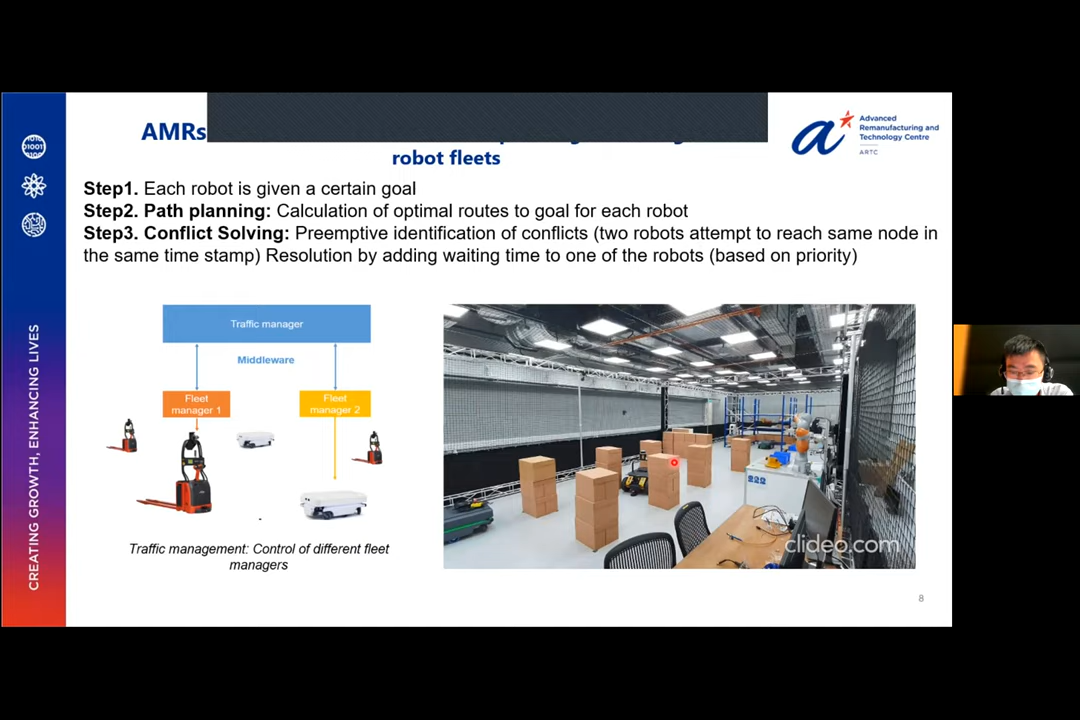 AMRs
robot fleets
Advanced
Remanufacturing and
Technology Centre
ARTC
Step1. Each robot is given a certain goal
Step2. Path planning: Calculation of optimal routes to goal for each robot
Step3. Conflict Solving: Preemptive identification of conflicts (two robots attempt to reach same node in
the same time stamp) Resolution by adding waiting time to one of the robots (based on priority)
Traffic manager
Middleware
Fleet
manager 1
Fleet
manager 2
Traffic management: Control of different fleet
managers
clideo.com
8
CREATING GROWTH, ENHANCING LIVES